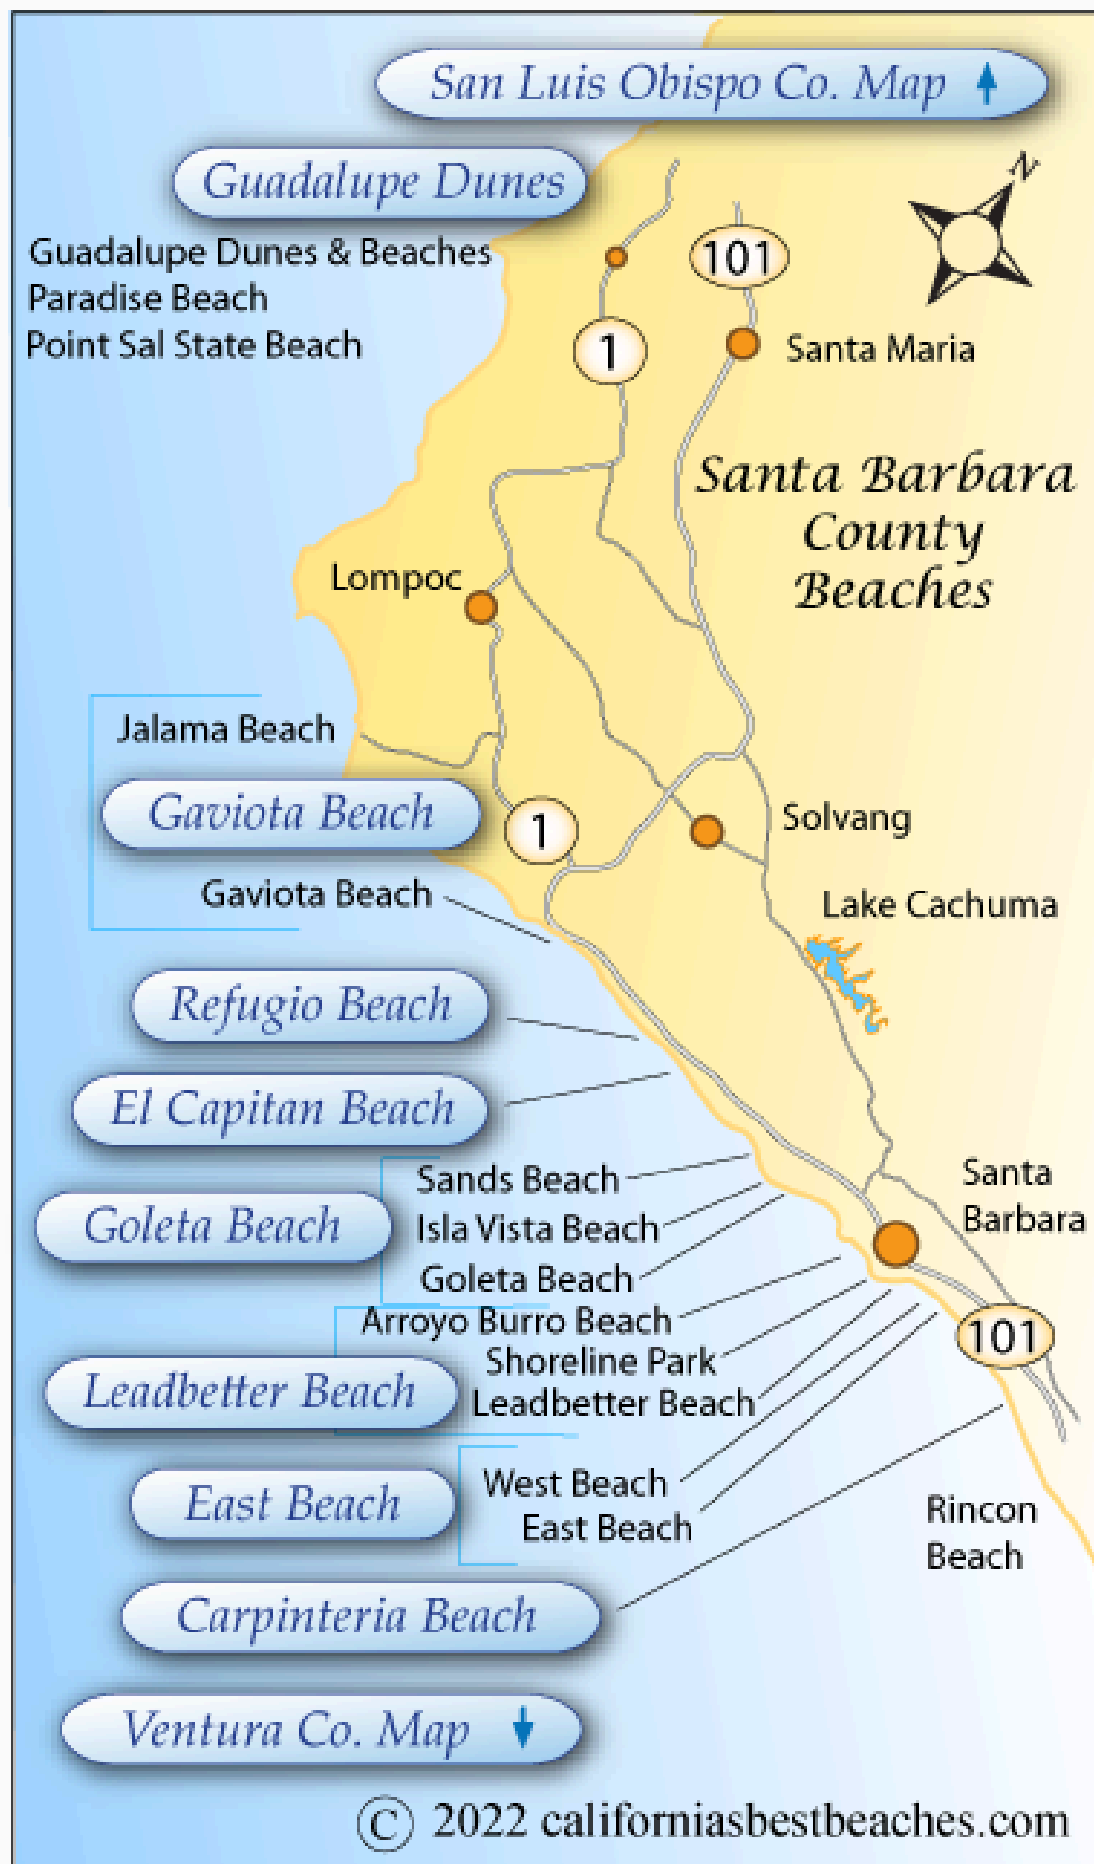 San Luis Obispo Co. Map
Guadalupe Dunes
N
Guadalupe Dunes & Beaches
101
Paradise Beach
Point Sal State Beach
1
Santa Maria
Santa Barbara
County
Beaches
Lompoc
Jalama Beach
Gaviota Beach
1
Solvang
Gaviota Beach
Lake Cachuma
Refugio Beach
El Capitan Beach
Sands Beach
Santa
Barbara
Goleta Beach
Isla Vista Beach
Goleta Beach
Arroyo Burro Beach
101
Shoreline Park
Leadbetter Beach
Leadbetter Beach
West Beach
East Beach
East Beach
Rincon
Beach
Carpinteria Beach
Ventura Co. Map
© 2022 californiasbestbeaches.com